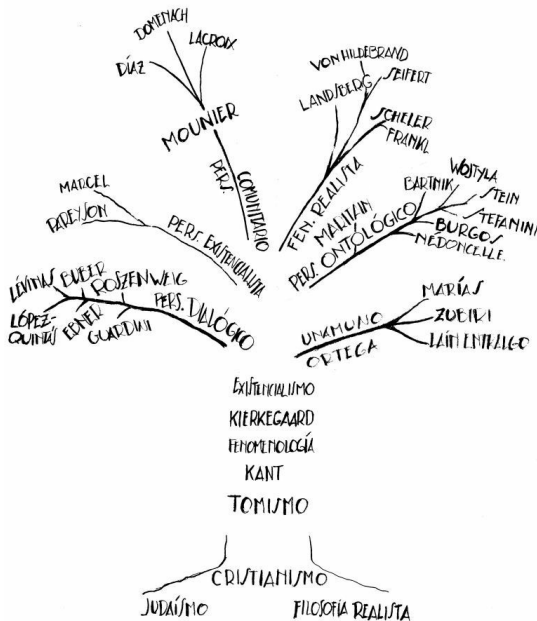 DOMENACH
LACROIX
DÍAZ
MOUNIER
PERS. COMUNITARIO
VON HILDEBRAND
SEIFERT
LANDSBERG
SCHELER
FRANKL
FEN. REALISTA
MARCEL
PAREYSON
PERS. EXISTENCIALISTA
MARITAIN
PERS. ONTOLÓGICO
BARTNIK
WOJTYLA
STEIN
STEFANINI
BURGOS
NÉDONCELLE.
LÉVINAS
BUBER
ROSZENWEIG
LÓPEZ-
QUINTÁS
EBNER
GUARDINI
PERS. DIALÓGICO
UNAMUNO
ORTEGA
MARÍAS
ZUBIRI
LAÍN ENTRALGO
EXISTENCIALISMO
KIERKEGAARD
FENOMENOLOGÍA
KANT
TOMISMO
CRISTIANISMO
JUDAÍSMO
FILOSOFÍA REALISTA